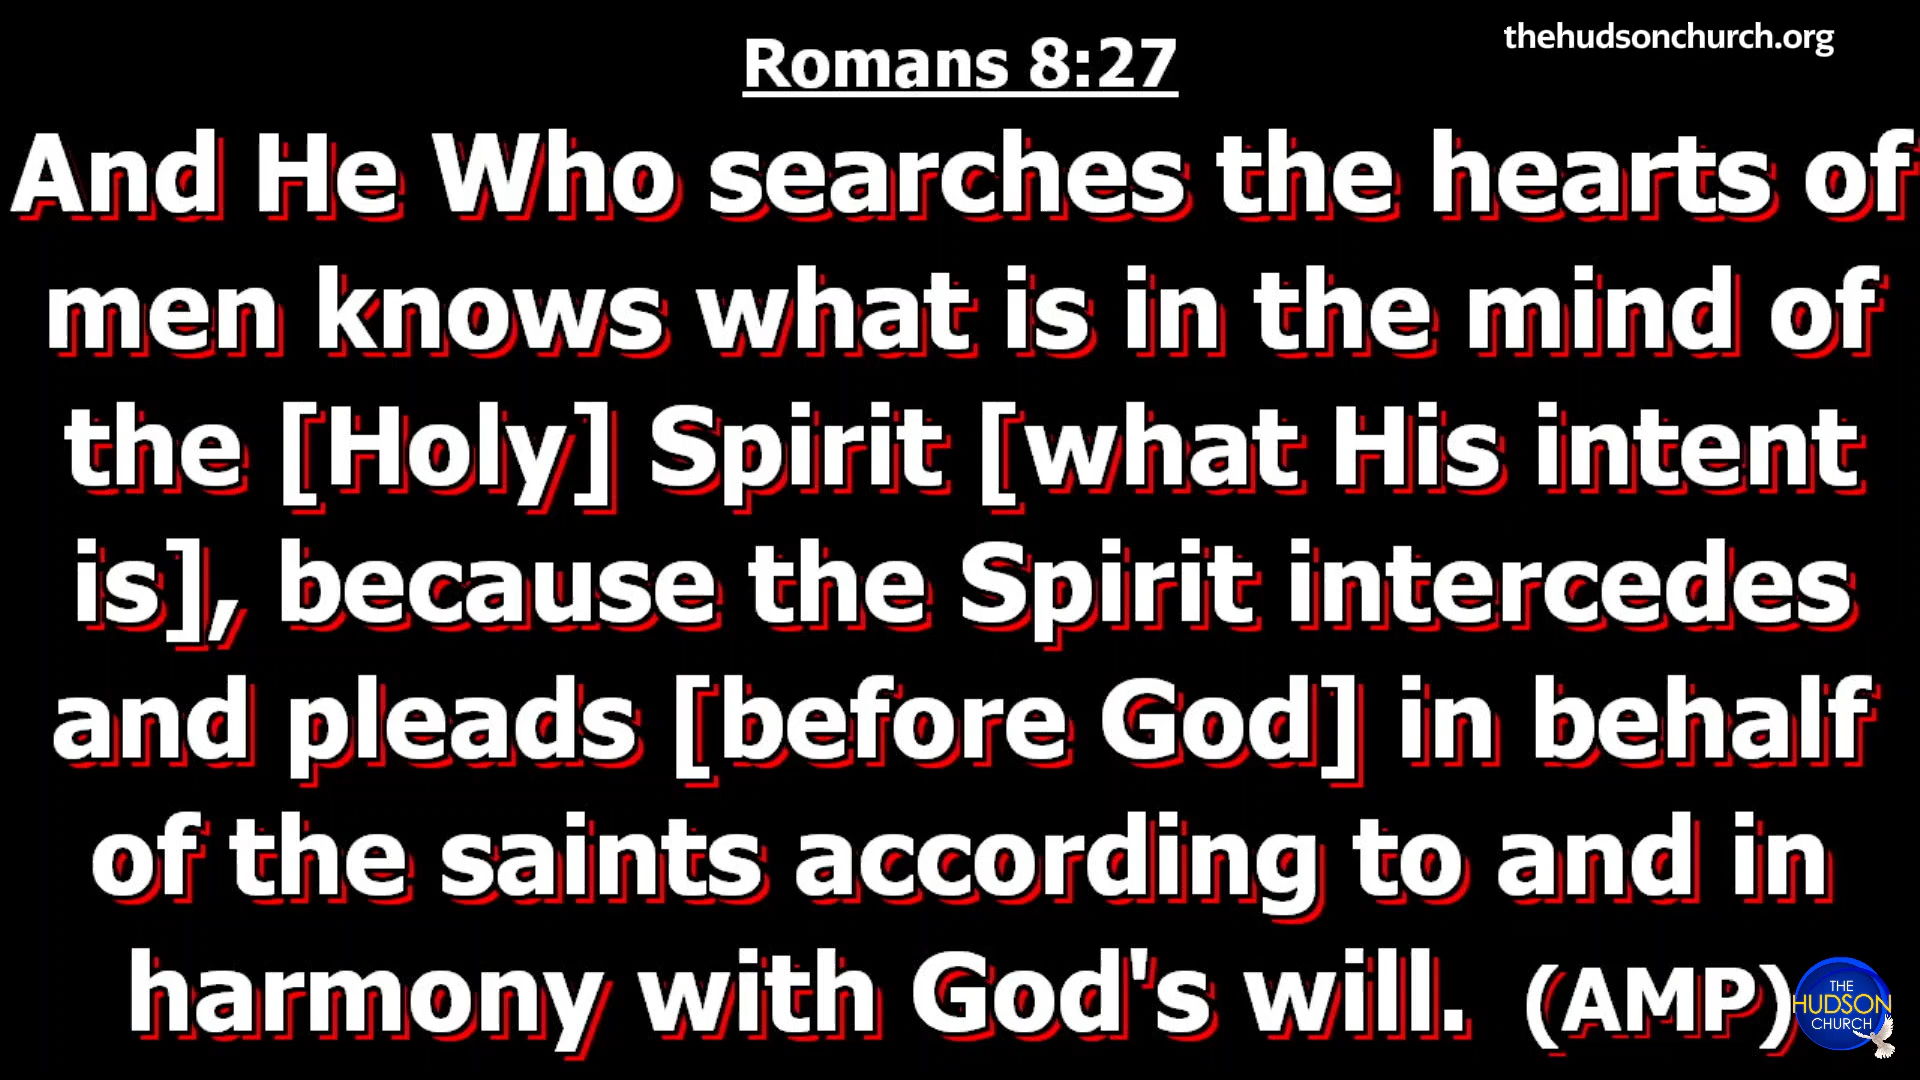 thehudsonchurch.org
Romans 8:27
And He Who searches the hearts of
men knows what is in the mind of
the [Holy] Spirit [what His intent
is], because the Spirit intercedes
and pleads [before God] in behalf
of the saints according to and in
harmony with God's will. (AMP)
THE
HUDSON
CHURCH